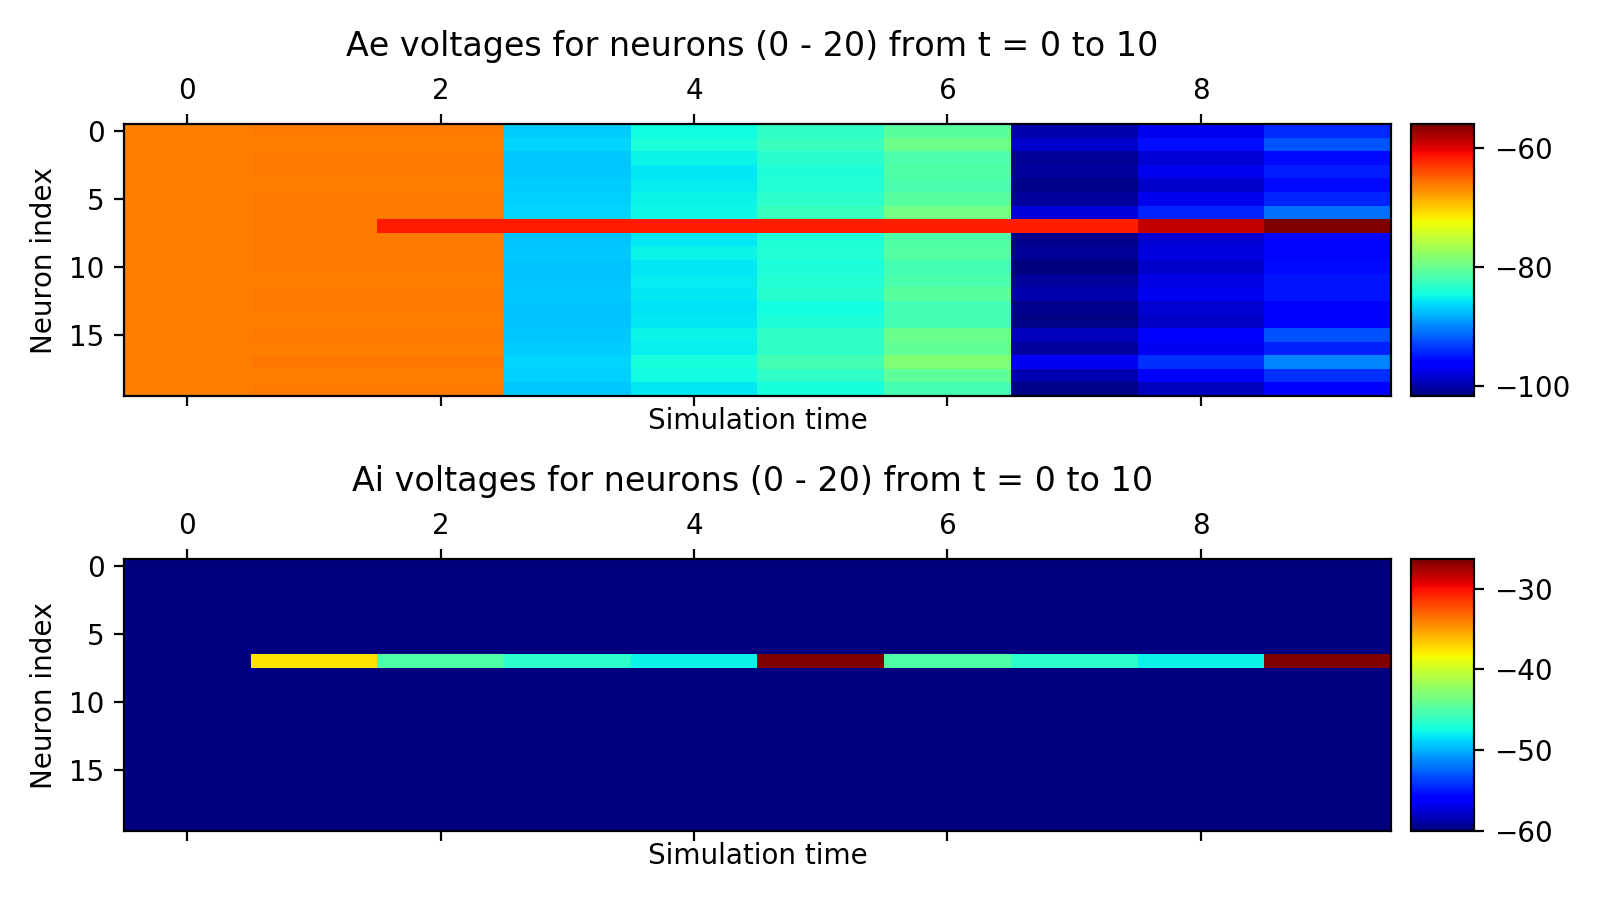 Ae voltages for neurons (0 - 20) from t = 0 to 10
0 2 4 6 8
Neuron index
0
5
10
15
−60
−80
−100
Simulation time
Ai voltages for neurons (0 - 20) from t = 0 to 10
0 2 4 6 8
Neuron index
0
5
10
15
−30
−40
−50
−60
Simulation time